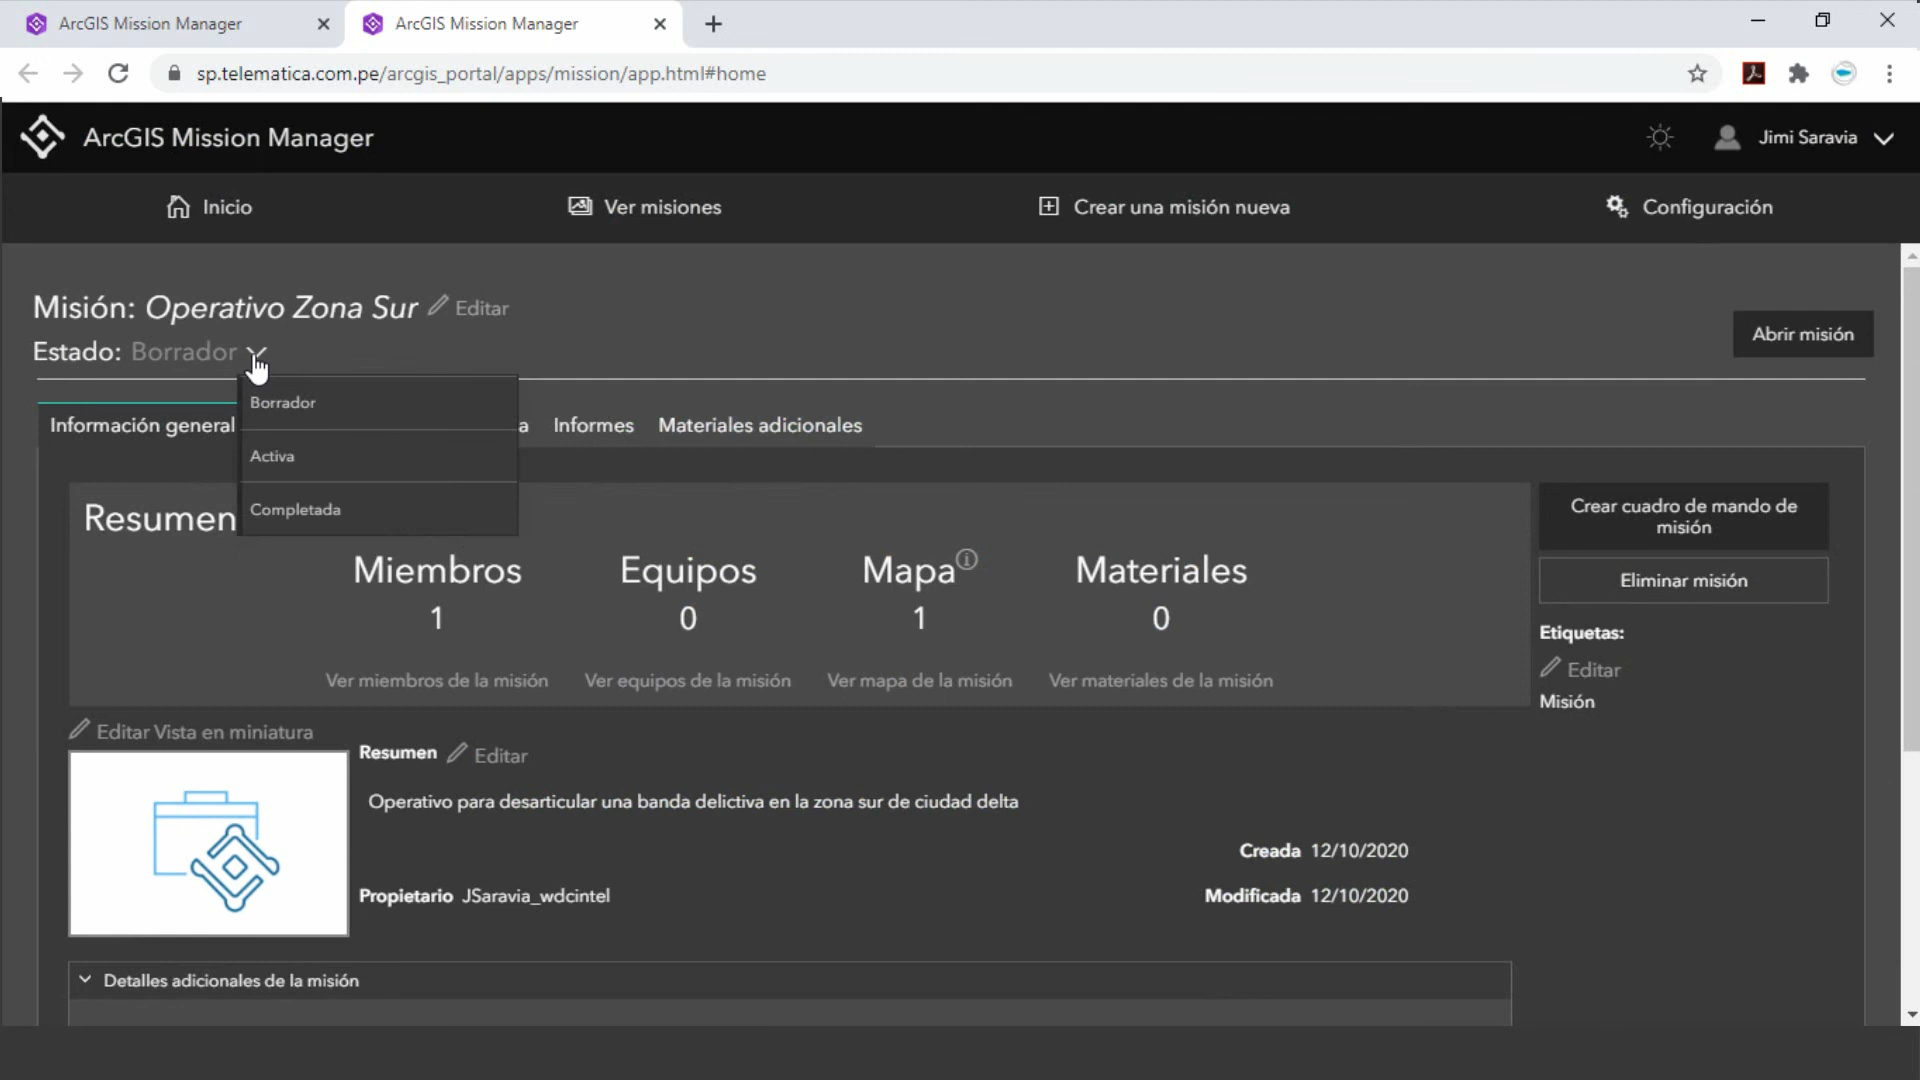 ArcGIS Mission Manager
ArcGIS Mission Manager
sp.telematica.com.pe/arcgis_portal/apps/mission/app.html#home
ArcGIS Mission Manager
Jimi Saravia
Inicio
Ver misiones
Crear una misión nueva
Configuración
Misión: Operativo Zona Sur
Editar
Abrir misión
Estado: Borrador
Borrador
Activa
Completada
Información general
a
Informes
Materiales adicionales
Resumen
Miembros
1
Ver miembros de la misión
Equipos
0
Ver equipos de la misión
Mapa
1
Ver mapa de la misión
Materiales
0
Ver materiales de la misión
Crear cuadro de mando de
misión
Eliminar misión
Etiquetas:
Editar
Misión
Editar Vista en miniatura
Resumen
Editar
Operativo para desarticular una banda delictiva en la zona sur de ciudad delta
Creada 12/10/2020
Propietario JSaravia_wdcintel
Modificada 12/10/2020
Detalles adicionales de la misión